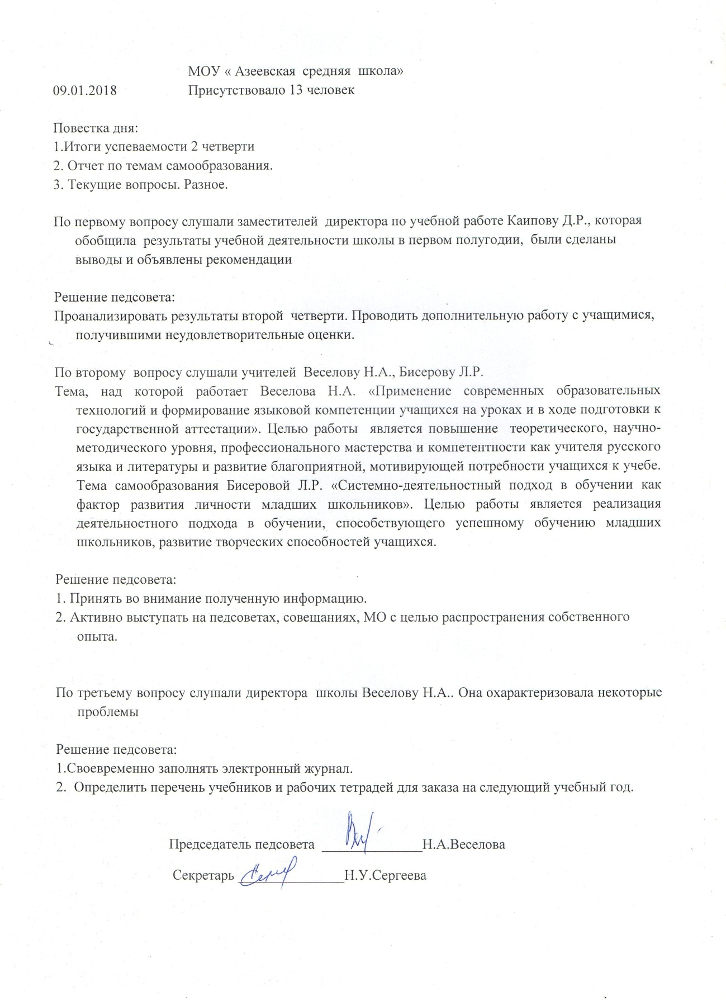 МОУ « Азеевская средняя школа»
09.01.2018 Присутствовало 13 человек
Повестка дня:
1.Итоги успеваемости 2 четверти
2. Отчет по темам самообразования.
3. Текущие вопросы. Разное.
По первому вопросу слушали заместителей директора по учебной работе Каипову Д.Р., которая
обобщила результаты учебной деятельности школы в первом полугодии, были сделаны
выводы и объявлены рекомендации
Решение педсовета:
Проанализировать результаты второй четверти. Проводить дополнительную работу с учащимися,
получившими неудовлетворительные оценки.
По второму вопросу слушали учителей Веселову Н.А., Бисерову Л.Р.
Тема, над которой работает Веселова Н.А. «Применение современных образовательных
технологий и формирование языковой компетенции учащихся на уроках и в ходе подготовки к
государственной аттестации». Целью работы является повышение теоретического, научно-
методического уровня, профессионального мастерства и компетентности как учителя русского
языка и литературы и развитие благоприятной, мотивирующей потребности учащихся к учебе.
Тема самообразования Бисеровой Л.Р. «Системно-деятельностный подход в обучении как
фактор развития личности младших школьников». Целью работы является реализация
деятельностного подхода в обучении, способствующего успешному обучению младших
школьников, развитие творческих способностей учащихся.
Решение педсовета:
1. Принять во внимание полученную информацию.
2. Активно выступать на педсоветах, совещаниях, МО с целью распространения собственного
опыта.
По третьему вопросу слушали директора школы Веселову Н.А.. Она охарактеризовала некоторые
проблемы
Решение педсовета:
1.Своевременно заполнять электронный журнал.
2. Определить перечень учебников и рабочих тетрадей для заказа на следующий учебный год.
Председатель педсовета ______________Н.А.Веселова
Секретарь _______________Н.У.Сергеева